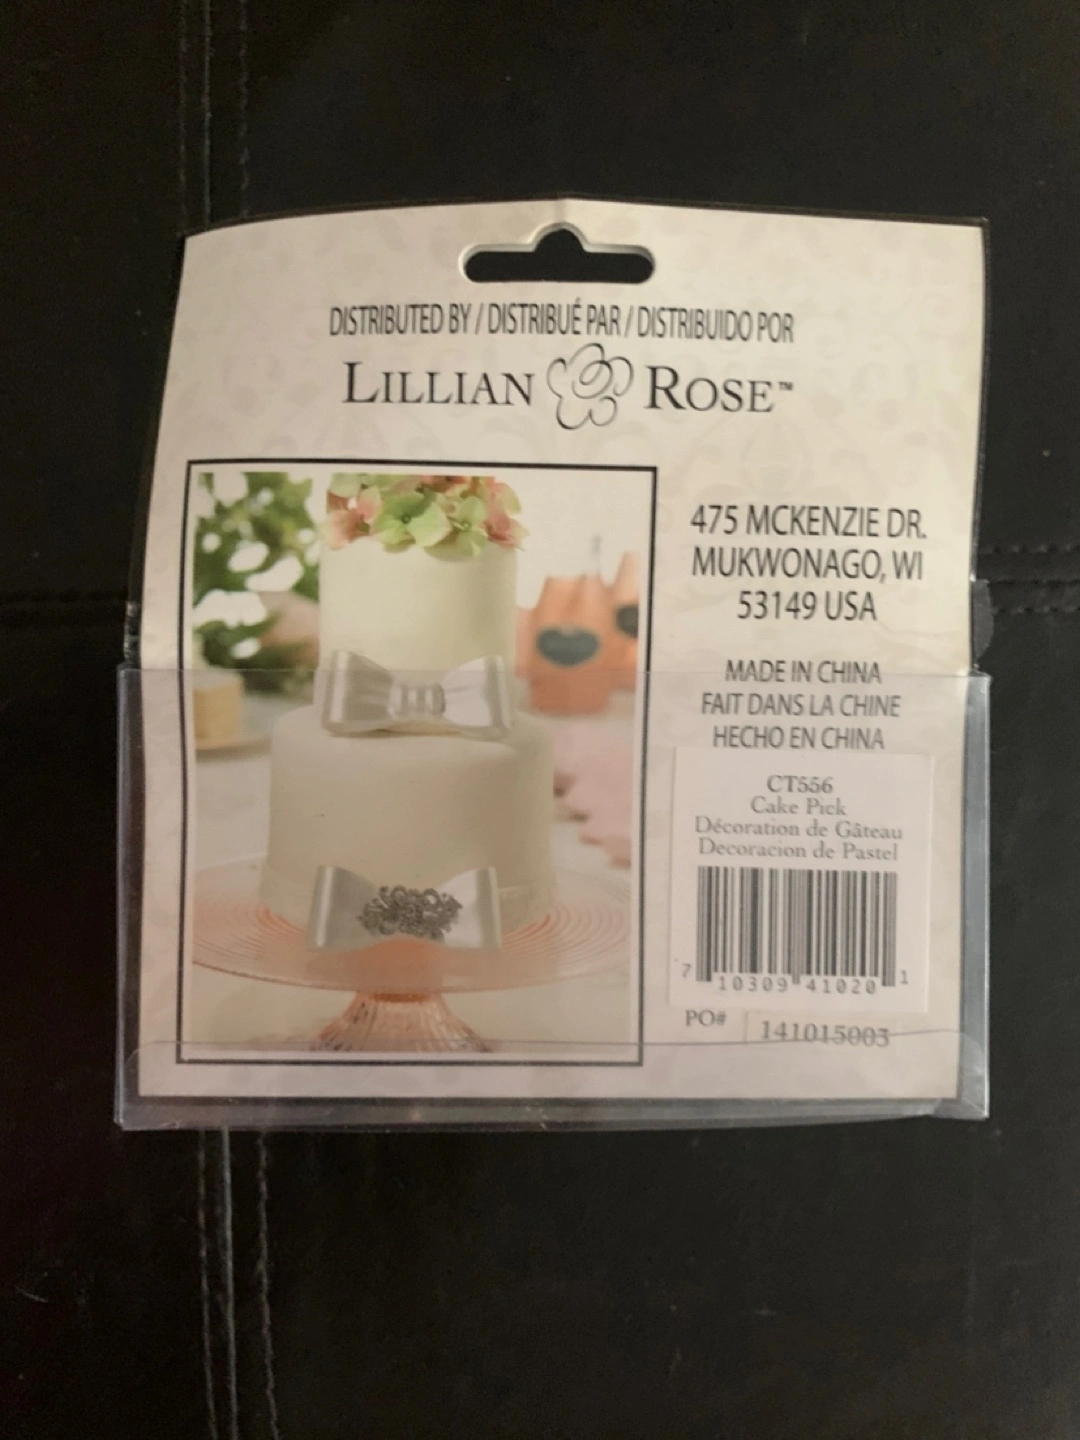 DISTRIBUTED BY / DISTRIBUÉ PAR / DISTRIBUIDO POR
LILLIAN ROSE™
475 MCKENZIE DR.
MUKWONAGO, WI
53149 USA
MADE IN CHINA
FAIT DANS LA CHINE
HECHO EN CHINA
CT556
Cake Pick
Décoration de Gâteau
Decoracion de Pastel
7 10309 41020 1
PO# 141015003